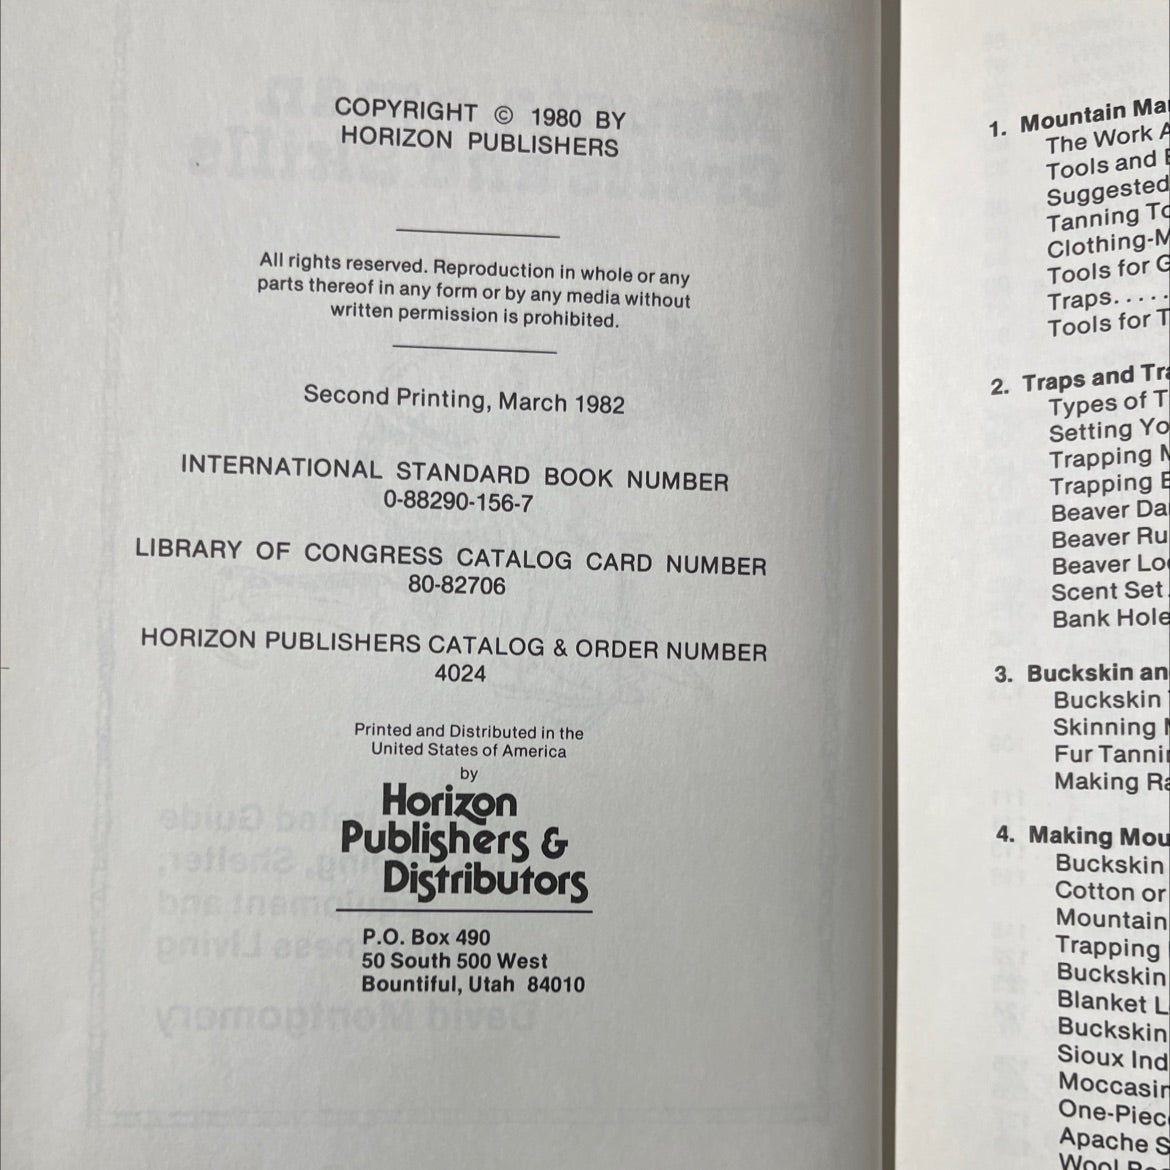 COPYRIGHT © 1980 BY
HORIZON PUBLISHERS
All rights reserved. Reproduction in whole or any
parts thereof in any form or by any media without
written permission is prohibited.
Second Printing, March 1982
INTERNATIONAL STANDARD BOOK NUMBER
0-88290-156-7
LIBRARY OF CONGRESS CATALOG CARD NUMBER
80-82706
HORIZON PUBLISHERS CATALOG & ORDER NUMBER
4024
Printed and Distributed in the
United States of America
by
Horizon
Publishers &
Distributors
P.O. Box 490
50 South 500 West
Bountiful, Utah 84010
1. Mountain Ma
The Work A
Tools and E
Suggested
Tanning To
Clothing-M
Tools for G
Traps.....
Tools for T
2. Traps and Tra
Types of T
Setting Yo
Trapping M
Trapping B
Beaver Da
Beaver Ru
Beaver Lo
Scent Set.
Bank Hole
3. Buckskin an
Buckskin
Skinning
Fur Tannin
Making Ra
4. Making Mou
Buckskin
Cotton or
Mountain
Trapping
Buckskin
Blanket L
Buckskin
Sioux Ind
Moccasin
One-Piec
Apache S
Wool